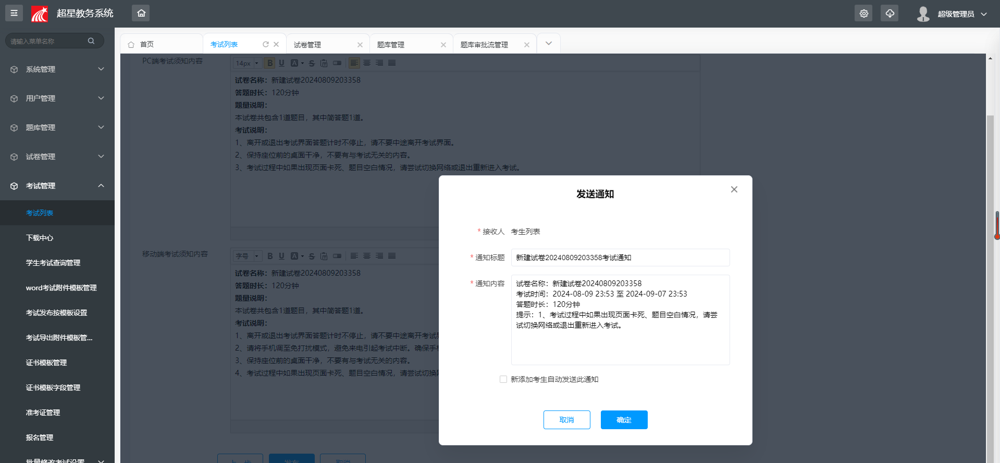 超星教务系统
超级管理员
请输入菜单名称
首页
考试列表
试卷管理
题库管理
题库审批流管理
系统管理
用户管理
题库管理
试卷管理
考试管理
考试列表
下载中心
学生考试查询管理
word考试附件模板管理
考试发布按模板设置
考试导出附件模板管...
证书模板管理
证书模板字段管理
准考证管理
报名管理
批量修改考试设置
PC端考试须知内容
14px
试卷名称：新建试卷20240809203358
答题时长：120分钟
题量说明：
本试卷共包含1道题目，其中简答题1道。
考试说明：
1、离开或退出考试界面答题计时不停止，请不要中途离开考试界面。
2、保持座位前的桌面干净，不要有与考试无关的内容。
3、考试过程中如果出现页面卡死、题目空白情况，请尝试切换网络或退出重新进入考试。
移动端考试须知内容
字号
试卷名称：新建试卷20240809203358
答题时长：120分钟
题量说明：
本试卷共包含1道题目，其中简答题1道。
考试说明：
1、离开或退出考试界面答题计时不停止，请不要中途离开考试
2、请将手机调至免打扰模式，避免来电引起考试中断。确保手
3、保持座位前的桌面干净，不要有与考试无关的内容。
4、考试过程中如果出现页面卡死、题目空白情况，请尝试切换
上一步
发布
取消
发送通知
* 接收人 考生列表
* 通知标题 新建试卷20240809203358考试通知
* 通知内容
试卷名称：新建试卷20240809203358
考试时间：2024-08-09 23:53 至 2024-09-07 23:53
答题时长：120分钟
提示：1、考试过程中如果出现页面卡死、题目空白情况，请尝
试切换网络或退出重新进入考试。
新添加考生自动发送此通知
取消
确定